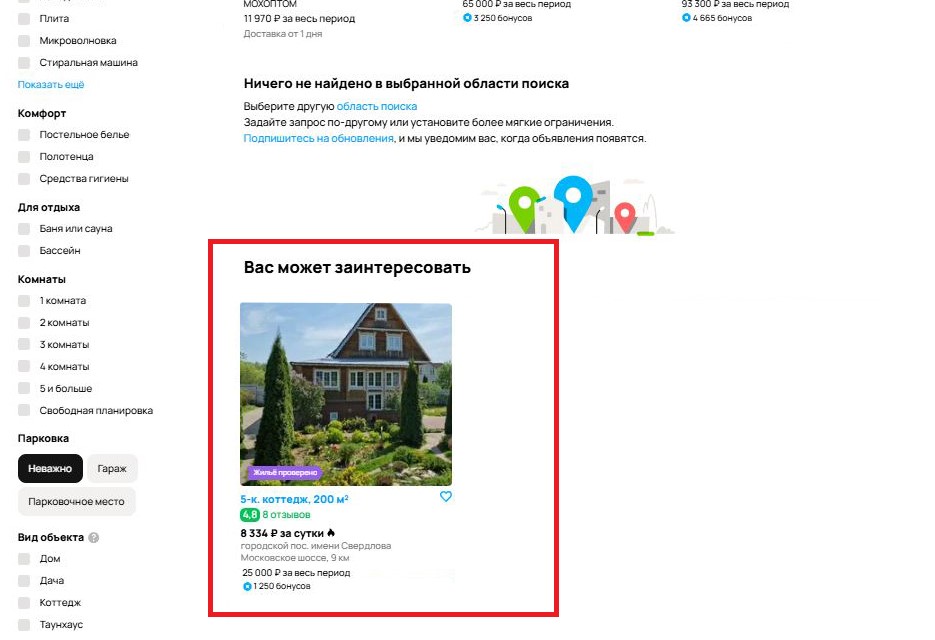 Плита
Микроволновка
Стиральная машина
Показать ещё
Комфорт
Постельное белье
Полотенца
Средства гигиены
Для отдыха
Баня или сауна
Бассейн
Комнаты
1 комната
2 комнаты
3 комнаты
4 комнаты
5 и больше
Свободная планировка
Парковка
Неважно
Гараж
Парковочное место
Вид объекта ?
Дом
Дача
Коттедж
Таунхаус
МОХОПТОМ
11 970 ₽ за весь период
Доставка от 1 дня
65 000 ₽ за весь период
3 250 бонусов
93 300 ₽ за весь период
4 665 бонусов
Ничего не найдено в выбранной области поиска
Выберите другую область поиска
Задайте запрос по-другому или установите более мягкие ограничения.
Подпишитесь на обновления, и мы уведомим вас, когда объявления появятся.
Вас может заинтересовать
Жильё проверено
5-к. коттедж, 200 м²
4,8 8 отзывов
8 334 ₽ за сутки
городской пос. имени Свердлова
Московское шоссе, 9 км
25 000 ₽ за весь период
1 250 бонусов